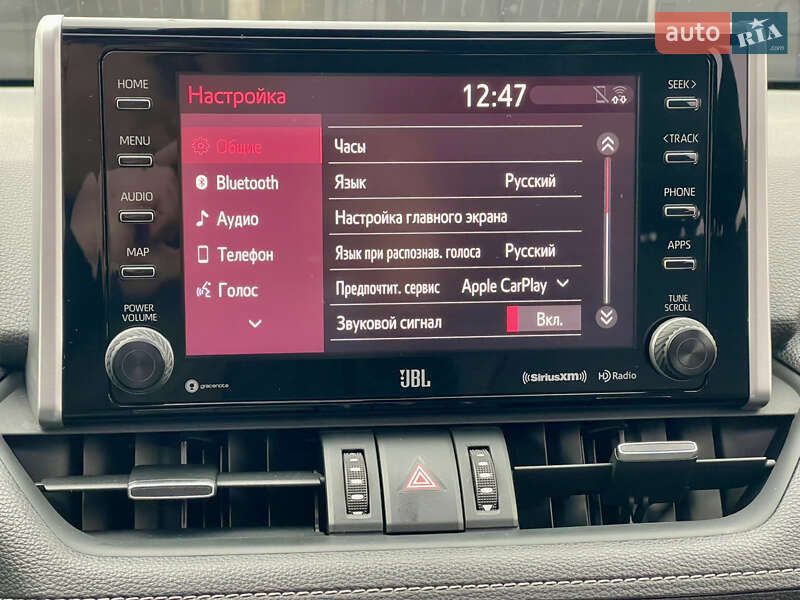 auto RIA
.com
HOME
MENU
AUDIO
MAP
POWER
VOLUME
SEEK >
< TRACK
PHONE
APPS
TUNE
SCROLL
Настройка
12:47
Общие
Bluetooth
Аудио
Телефон
Голос
Часы
Язык Русский
Настройка главного экрана
Язык при распознав. голоса Русский
Предпочтит. сервис Apple CarPlay
Звуковой сигнал Вкл.
gracenote
JBL
((SiriusXM))
HD Radio